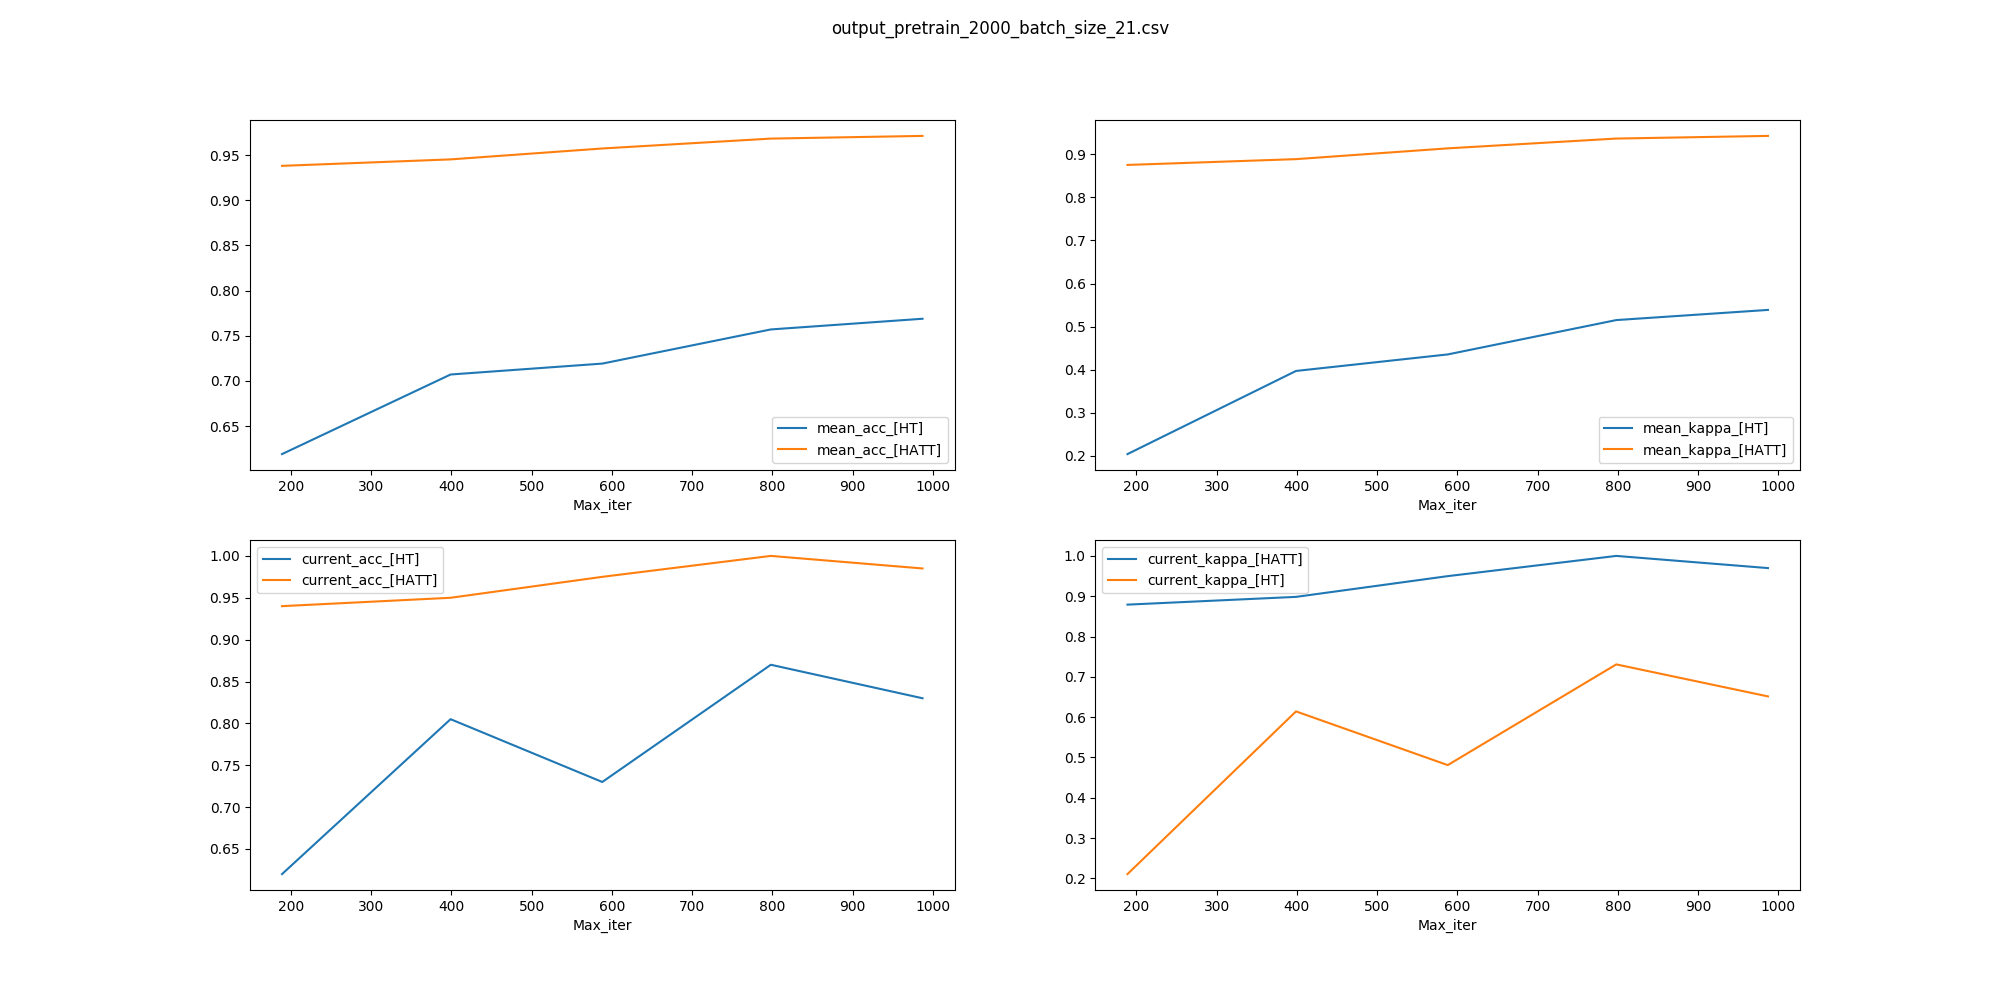 output_pretrain_2000_batch_size_21.csv
0.95
0.90
0.85
0.80
0.75
0.70
0.65
mean_acc_[HT]
mean_acc_[HATT]
200 300 400 500 600 700 800 900 1000
Max_iter
0.9
0.8
0.7
0.6
0.5
0.4
0.3
0.2
mean_kappa_[HT]
mean_kappa_[HATT]
200 300 400 500 600 700 800 900 1000
Max_iter
1.00
0.95
0.90
0.85
0.80
0.75
0.70
0.65
current_acc_[HT]
current_acc_[HATT]
200 300 400 500 600 700 800 900 1000
Max_iter
1.0
0.9
0.8
0.7
0.6
0.5
0.4
0.3
0.2
current_kappa_[HATT]
current_kappa_[HT]
200 300 400 500 600 700 800 900 1000
Max_iter